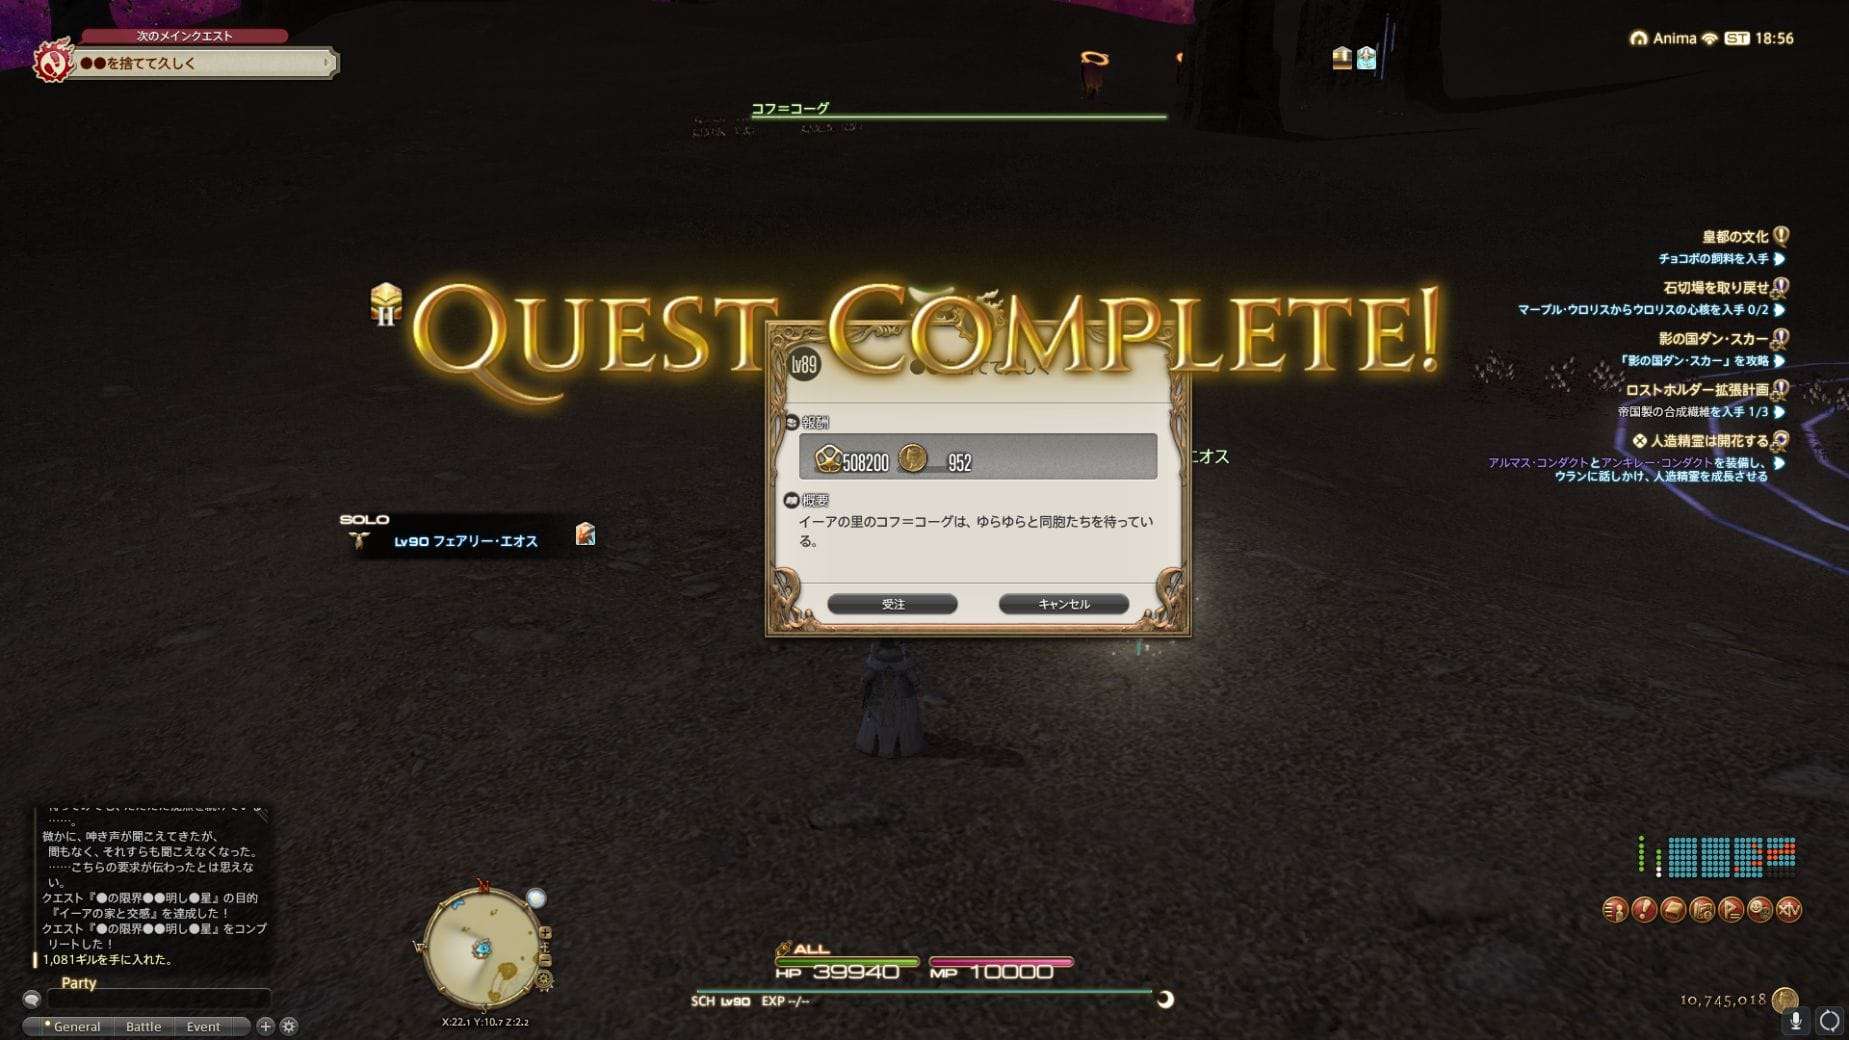 次のメインクエスト
●●を捨てて久しく
Anima ST 18:56
コフ＝コーグ
皇都の文化
チョコボの飼料を入手
石切場を取り戻せ
マーブル・ウロリスからウロリスの心核を入手 0/2
影の国ダン・スカー
「影の国ダン・スカー」を攻略
ロストホルダー拡張計画
帝国製の合成繊維を入手 1/3
人造精霊は開花する
アルマス・コンダクトとアンキレー・コンダクトを装備し、
ウランに話しかけ、人造精霊を成長させる
H
QUEST COMPLETE!
lv89
報酬
508200 952
エオス
概要
イーアの里のコフ＝コーグは、ゆらゆらと同胞たちを待ってい
る。
受注 キャンセル
SOLO
Lv90 フェアリー・エオス
……。
微かに、呻き声が聞こえてきたが、
間もなく、それすらも聞こえなくなった。
……こちらの要求が伝わったとは思えな
い。
クエスト『●の限界●●明し●星』の目的
『イーアの家と交感』を達成した！
クエスト『●の限界●●明し●星』をコンプ
リートした！
1,081ギルを手に入れた。
Party
General Battle Event
N
W
S
X:22.1 Y:10.7 Z:2.2
ALL
HP 39940 MP 10000
SCH Lv90 EXP --/--
XIV
10,745,018